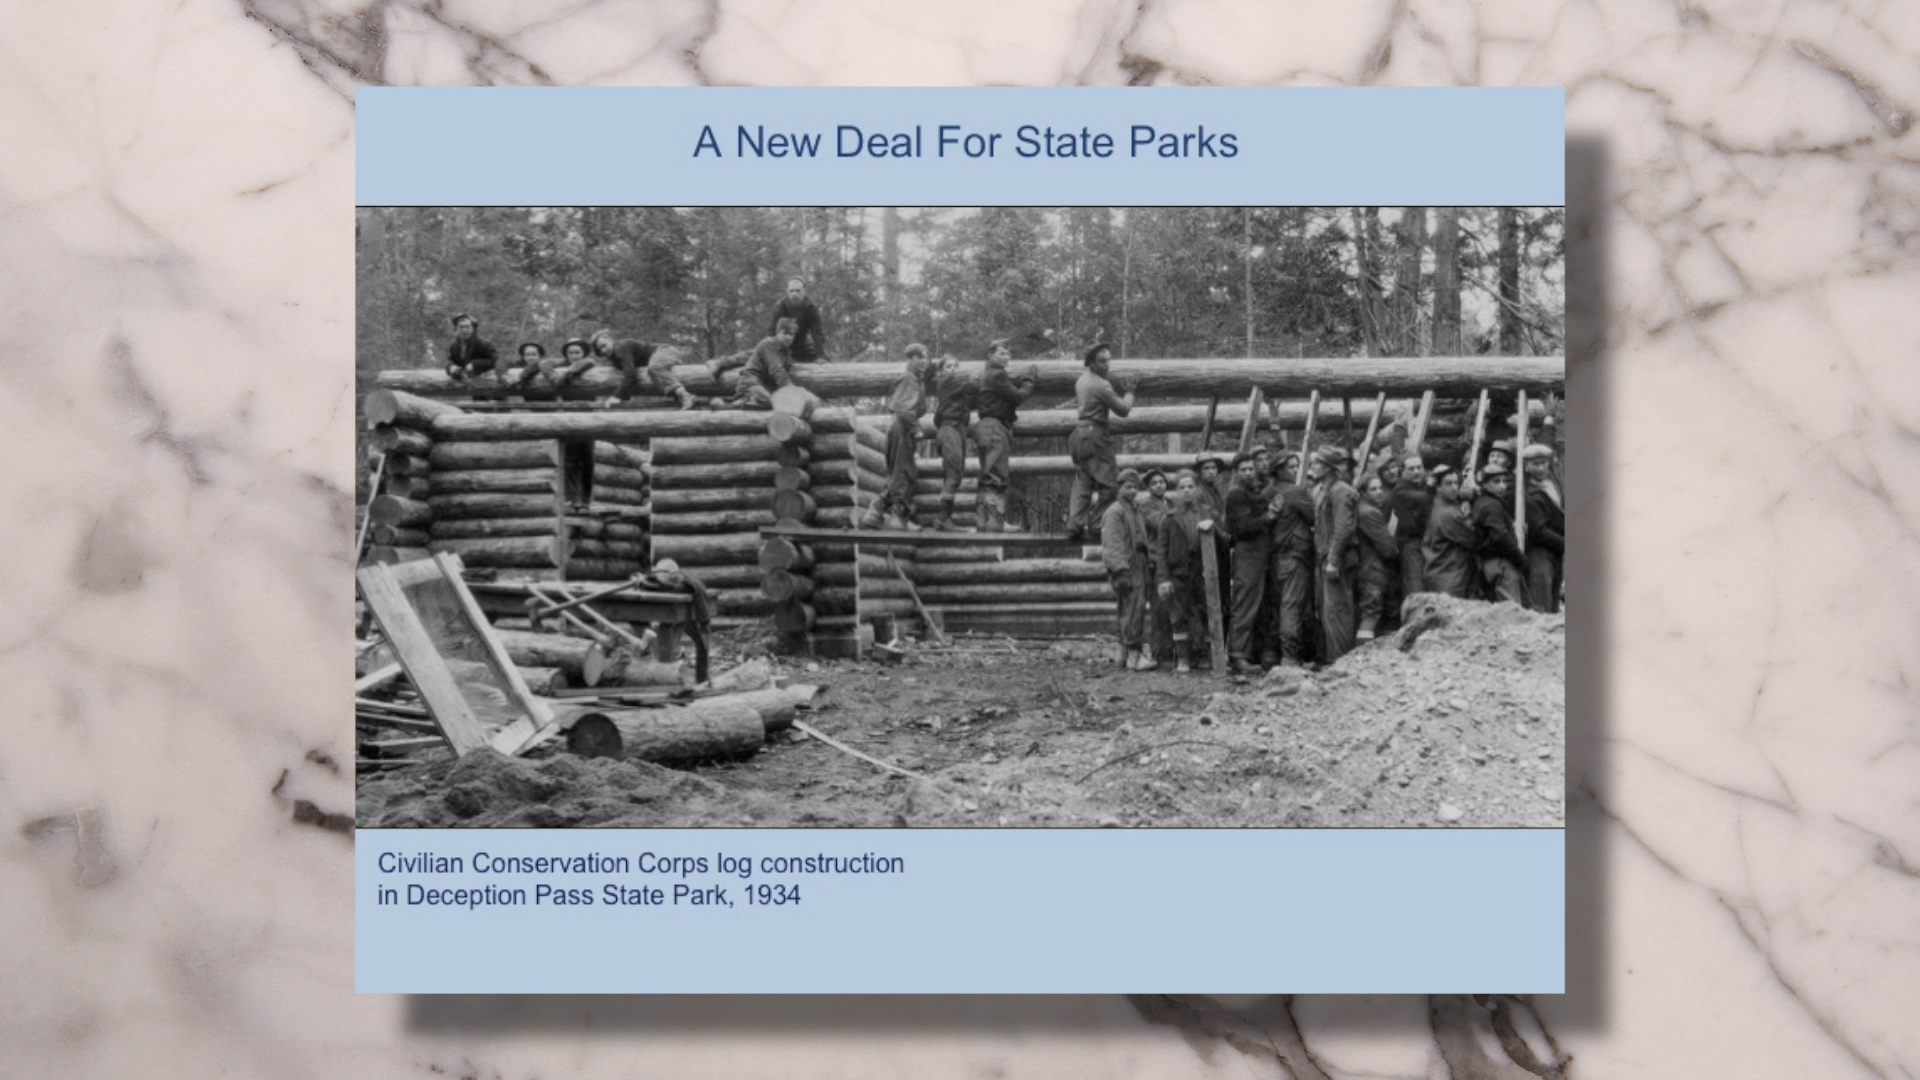 A New Deal For State Parks
Civilian Conservation Corps log construction
in Deception Pass State Park, 1934